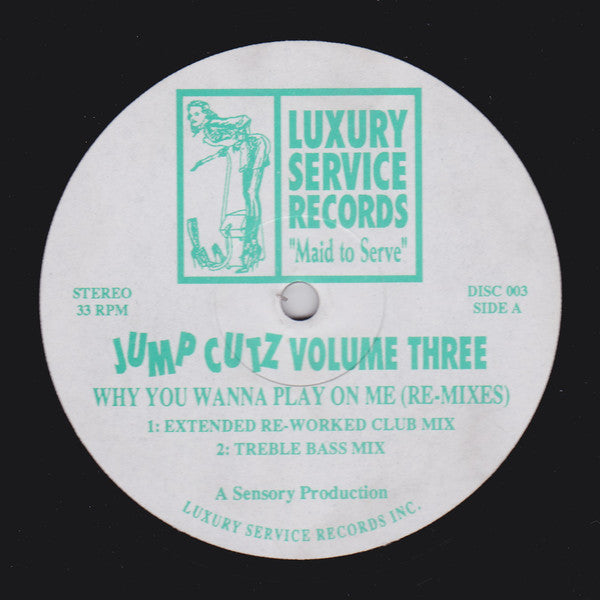 LUXURY
SERVICE
RECORDS
"Maid to Serve"
STEREO
33 RPM
DISC 003
SIDE A
JUMP CUTZ VOLUME THREE
WHY YOU WANNA PLAY ON ME (RE-MIXES)
1: EXTENDED RE-WORKED CLUB MIX
2: TREBLE BASS MIX
A Sensory Production
LUXURY SERVICE RECORDS INC.